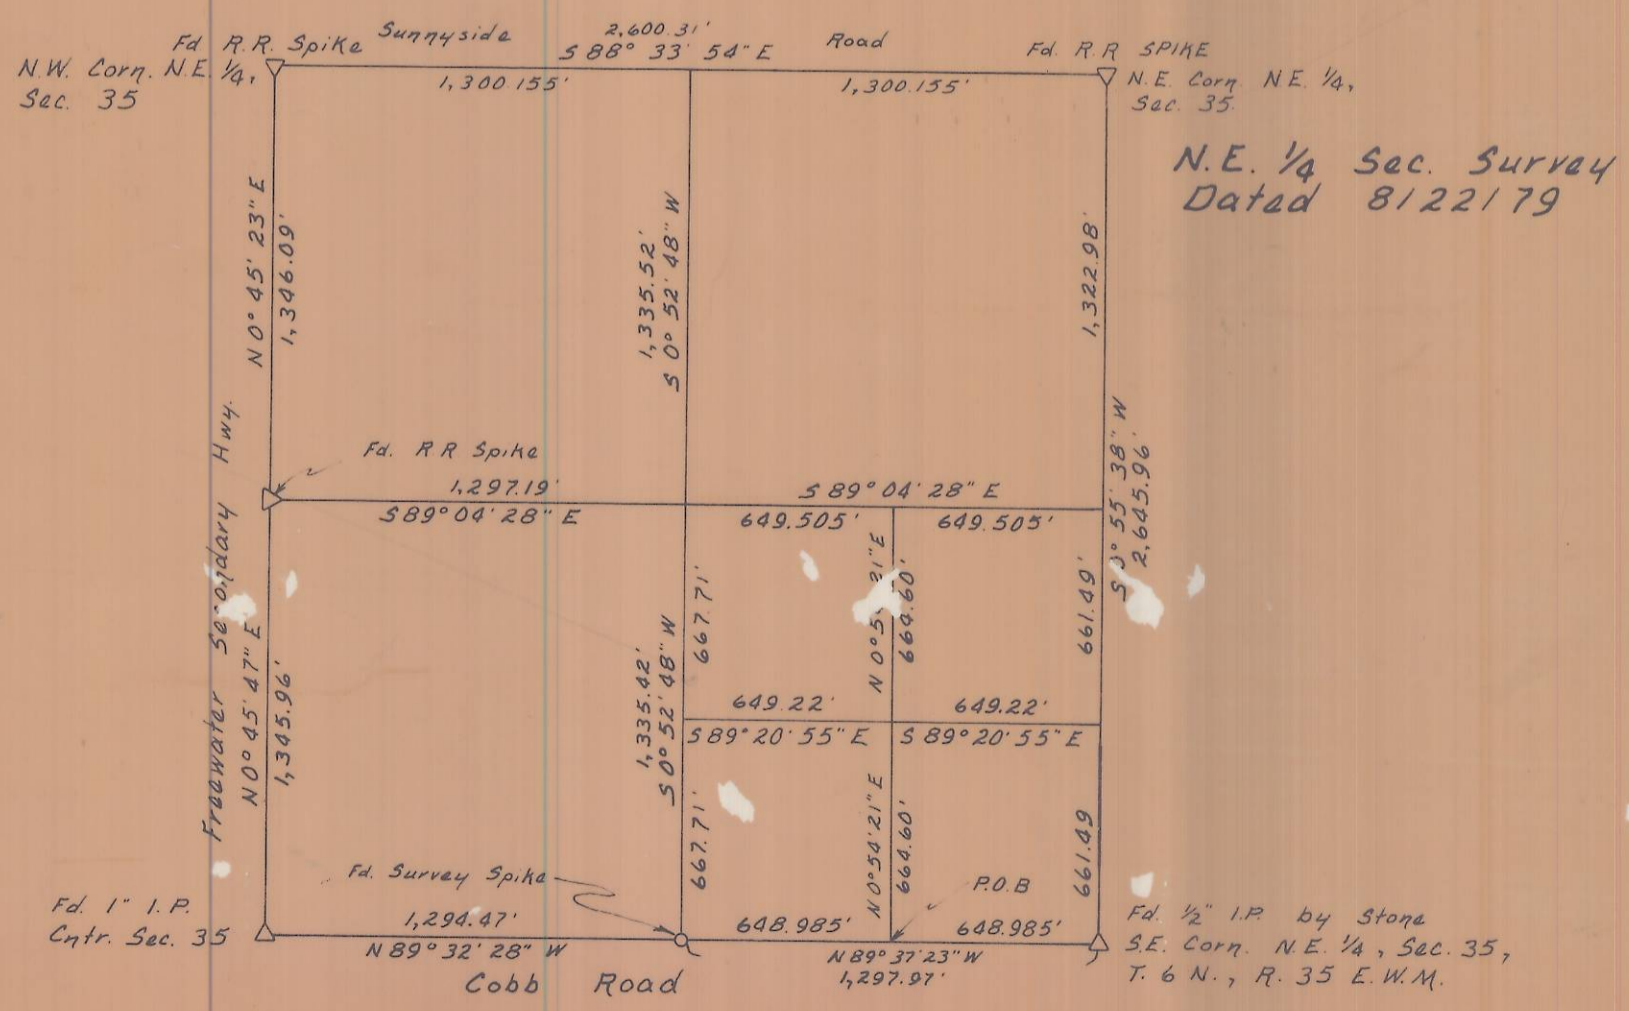 Fd. R.R. Spike
N.W. Corn. N.E. 1/4,
Sec. 35
Sunnyside Road
2,600.31'
S 88° 33' 54" E
1,300.155'
1,300.155'
Fd. R.R SPIKE
N.E. Corn. N.E. 1/4,
Sec. 35.
N.E. 1/4 Sec. Survey
Dated 8/22/79
N 0° 45' 23" E
1,346.09'
1,335.52'
S 0° 52' 48" W
1,322.98'
S 0° 55' 38" W
2,645.96'
Freewater Secondary Hwy.
Fd. R R Spike
1,297.19'
S 89° 04' 28" E
S 89° 04' 28" E
649.505'
649.505'
N 0° 45' 47" E
1,345.96'
1,335.42'
S 0° 52' 48" W
667.71'
N 0° 21" E
664.60'
661.49'
649.22'
649.22'
S 89° 20' 55" E
S 89° 20' 55" E
667.71'
N 0° 54' 21" E
664.60'
661.49
Fd. Survey Spike
P.O.B
Fd. 1" I.P.
Cntr. Sec. 35
1,294.47'
N 89° 32' 28" W
648.985'
648.985'
N 89° 37' 23" W
1,297.97'
Cobb Road
Fd. 1/2" I.P. by Stone
S.E. Corn. N.E. 1/4, Sec. 35,
T. 6 N., R. 35 E.W.M.